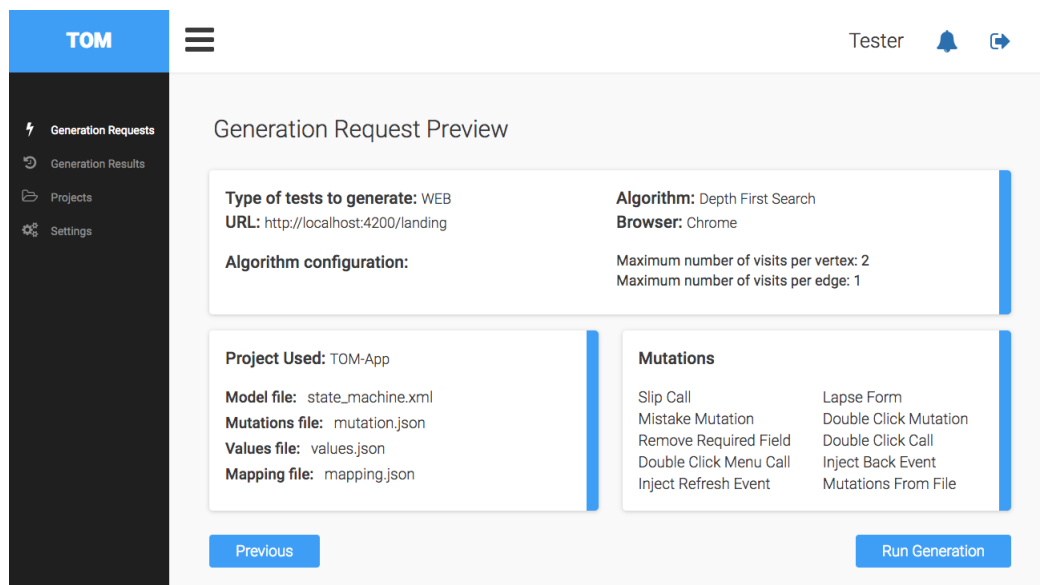 TOM
Tester
Generation Requests
Generation Results
Projects
Settings
Generation Request Preview
Type of tests to generate: WEB
URL: http://localhost:4200/landing
Algorithm: Depth First Search
Browser: Chrome
Algorithm configuration:
Maximum number of visits per vertex: 2
Maximum number of visits per edge: 1
Project Used: TOM-App
Model file: state_machine.xml
Mutations file: mutation.json
Values file: values.json
Mapping file: mapping.json
Mutations
Slip Call
Mistake Mutation
Remove Required Field
Double Click Menu Call
Inject Refresh Event
Lapse Form
Double Click Mutation
Double Click Call
Inject Back Event
Mutations From File
Previous
Run Generation